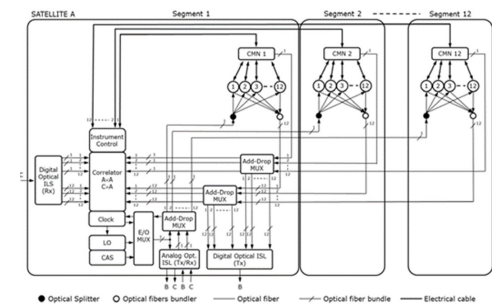 SATELLITE A
Segment 1
Segment 2
Segment 12
CMN 1
CMN 2
CMN 12
1 2 3 12
1 2 3 12
1 2 3 12
12
12
12
Instrument
Control
Digital
Optical
ILS
(Rx)
Correlator
Add-Drop
MUX
Add-Drop
MUX
Clock
Add-Drop
MUX
E/O
MUX
LO
CAS
Analog Opt.
ISL (Tx/Rx)
Digital Optical ISL
(Tx)
B C B C
B
Optical Splitter
Optical fibers bundler
Optical fiber
Optical fiber bundle
Electrical cable